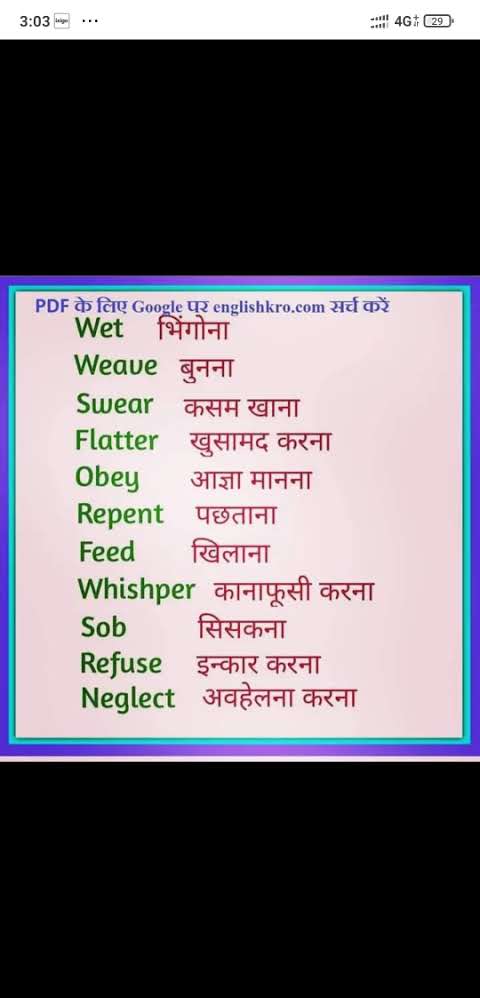 3:03 ... 4G+ 29
PDF के लिए Google पर englishkro.com सर्च करें
Wet भिंगोना
Weave बुनना
Swear कसम खाना
Flatter खुसामद करना
Obey आज्ञा मानना
Repent पछताना
Feed खिलाना
Whishper कानाफूसी करना
Sob सिसकना
Refuse इन्कार करना
Neglect अवहेलना करना